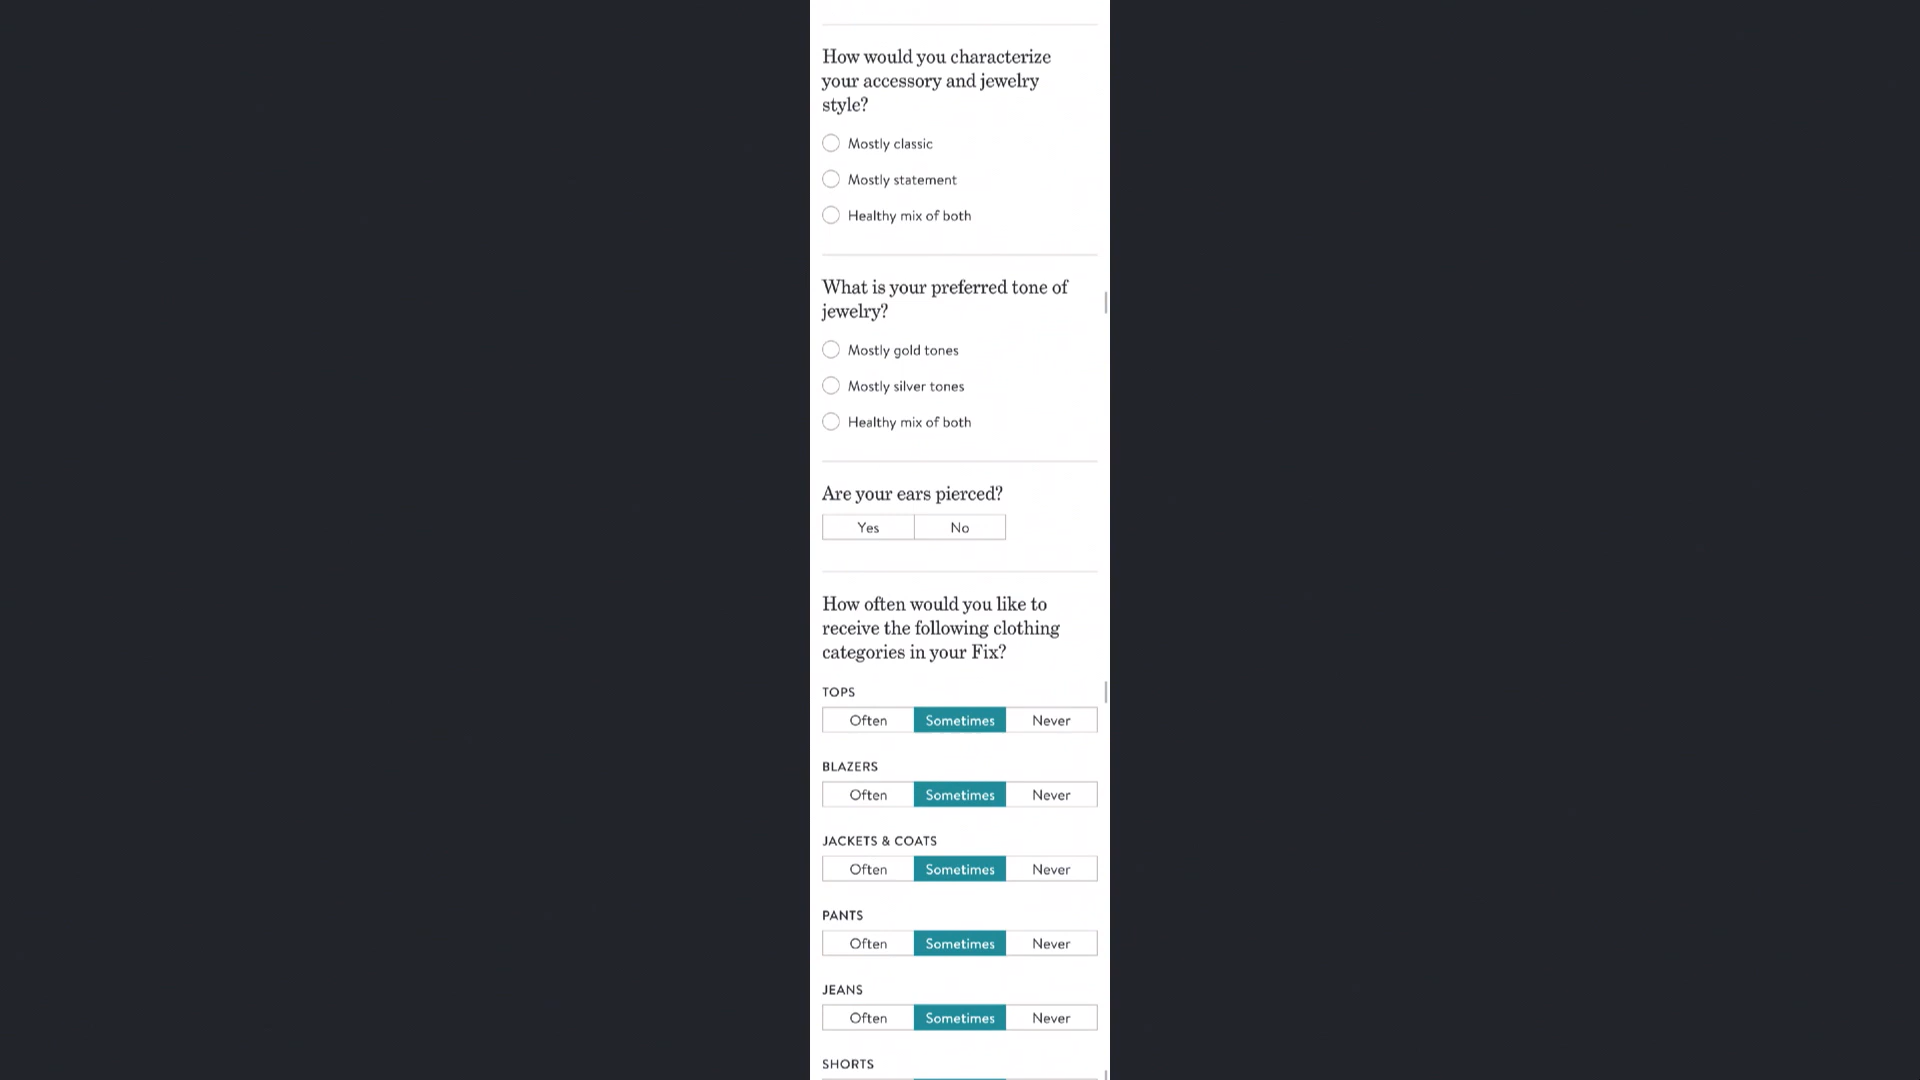 How would you characterize
your accessory and jewelry
style?
Mostly classic
Mostly statement
Healthy mix of both
What is your preferred tone of
jewelry?
Mostly gold tones
Mostly silver tones
Healthy mix of both
Are your ears pierced?
Yes No
How often would you like to
receive the following clothing
categories in your Fix?
TOPS
Often Sometimes Never
BLAZERS
Often Sometimes Never
JACKETS & COATS
Often Sometimes Never
PANTS
Often Sometimes Never
JEANS
Often Sometimes Never
SHORTS